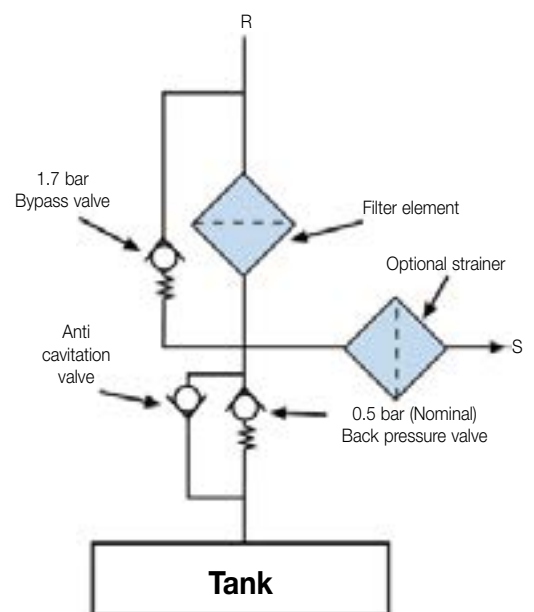 R
1.7 bar
Bypass valve
Filter element
Optional strainer
S
Anti
cavitation
valve
0.5 bar (Nominal)
Back pressure valve
Tank